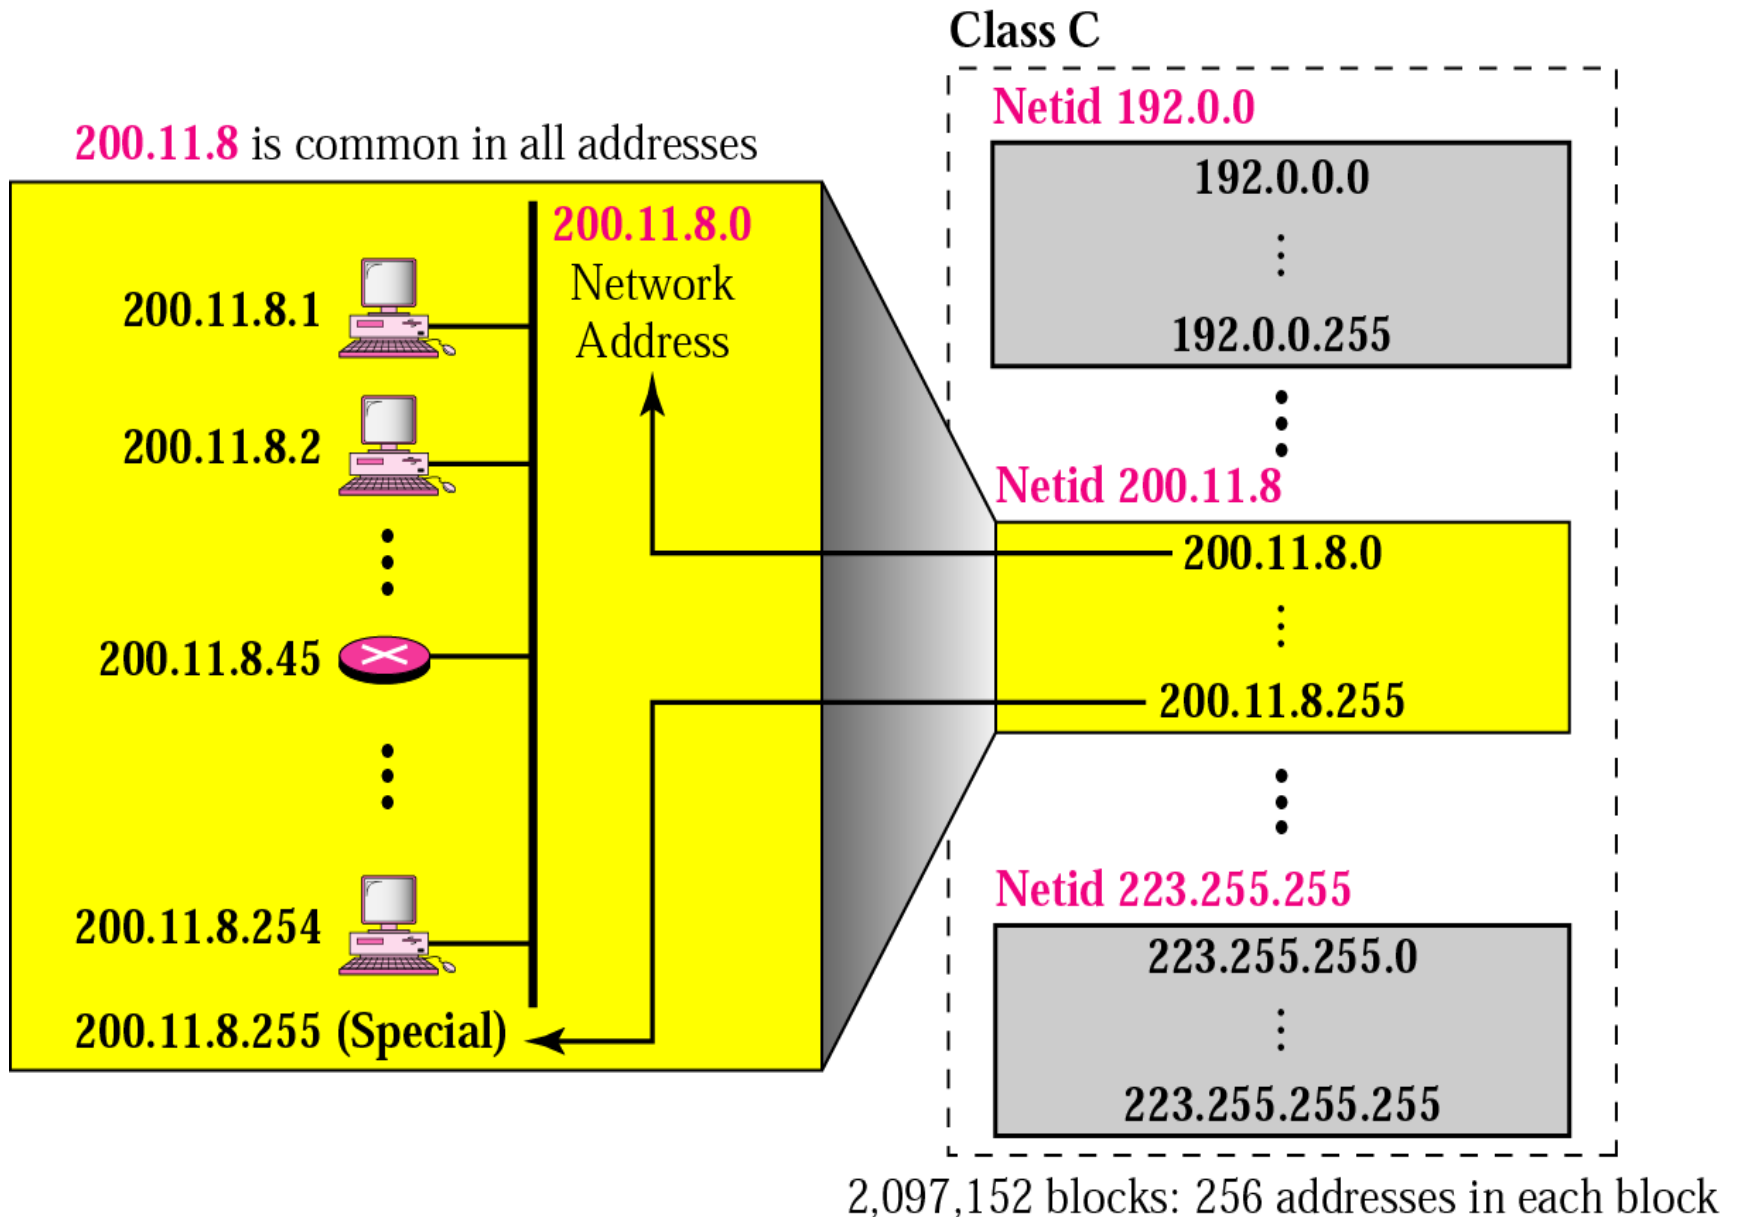 Class C
Netid 192.0.0
192.0.0.0
192.0.0.255
Netid 200.11.8
200.11.8.0
200.11.8.255
Netid 223.255.255
223.255.255.0
223.255.255.255
2,097,152 blocks: 256 addresses in each block
200.11.8 is common in all addresses
200.11.8.0
Network
Address
200.11.8.1
200.11.8.2
200.11.8.45
200.11.8.254
200.11.8.255 (Special)